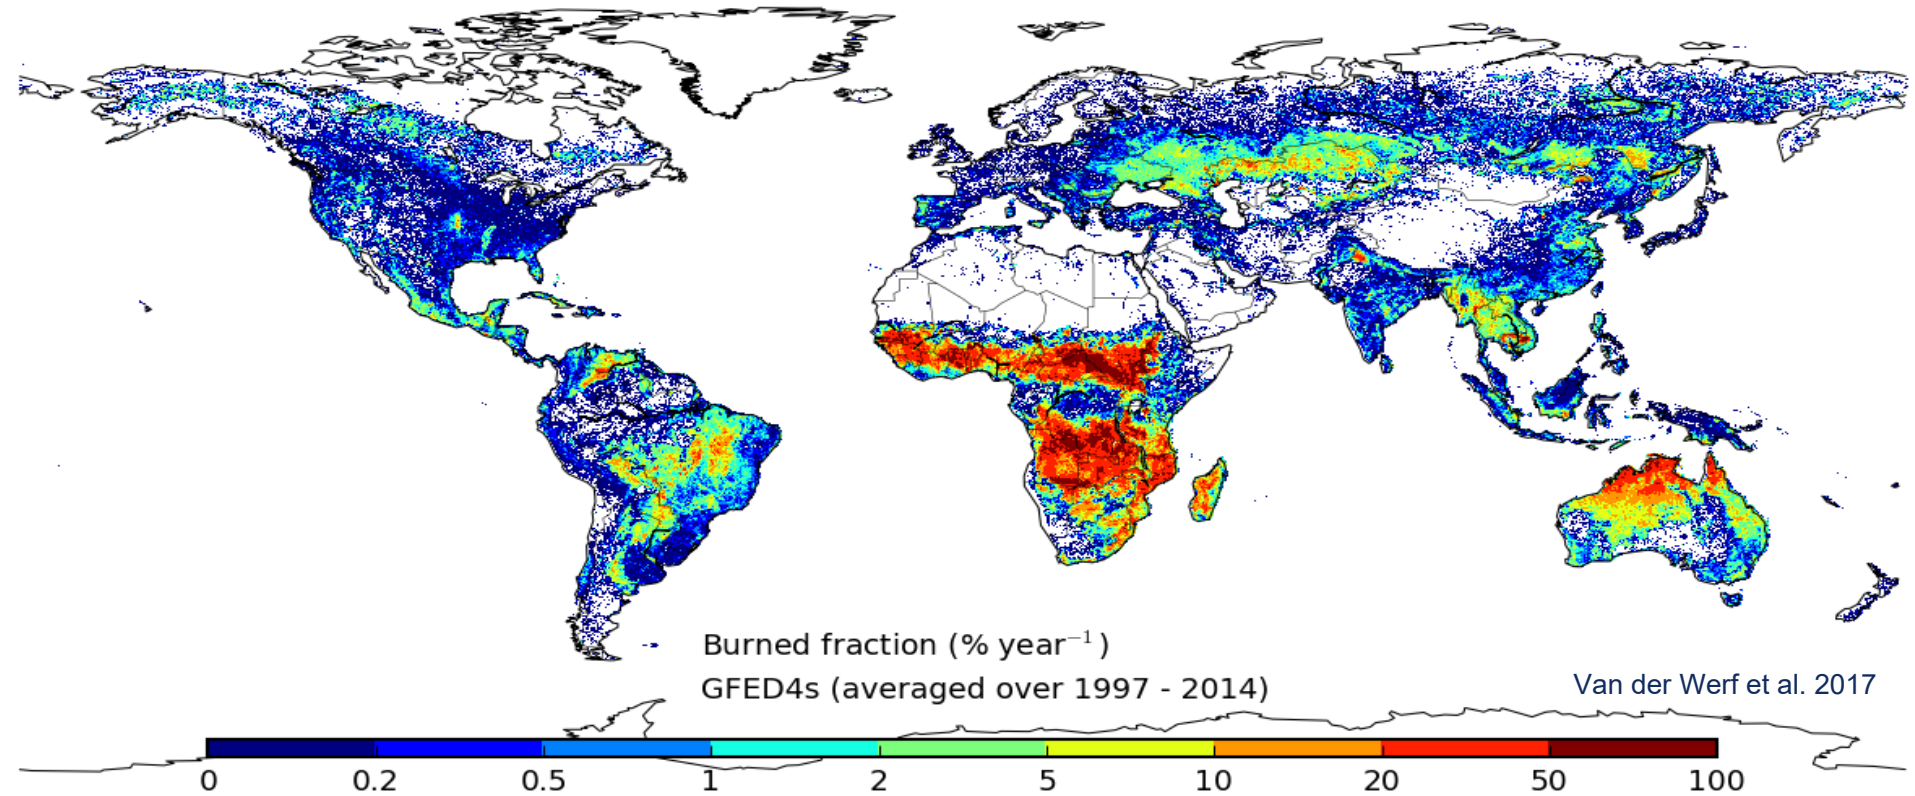 Burned fraction (% year⁻¹)
GFED4s (averaged over 1997 - 2014)
Van der Werf et al. 2017
0 0.2 0.5 1 2 5 10 20 50 100